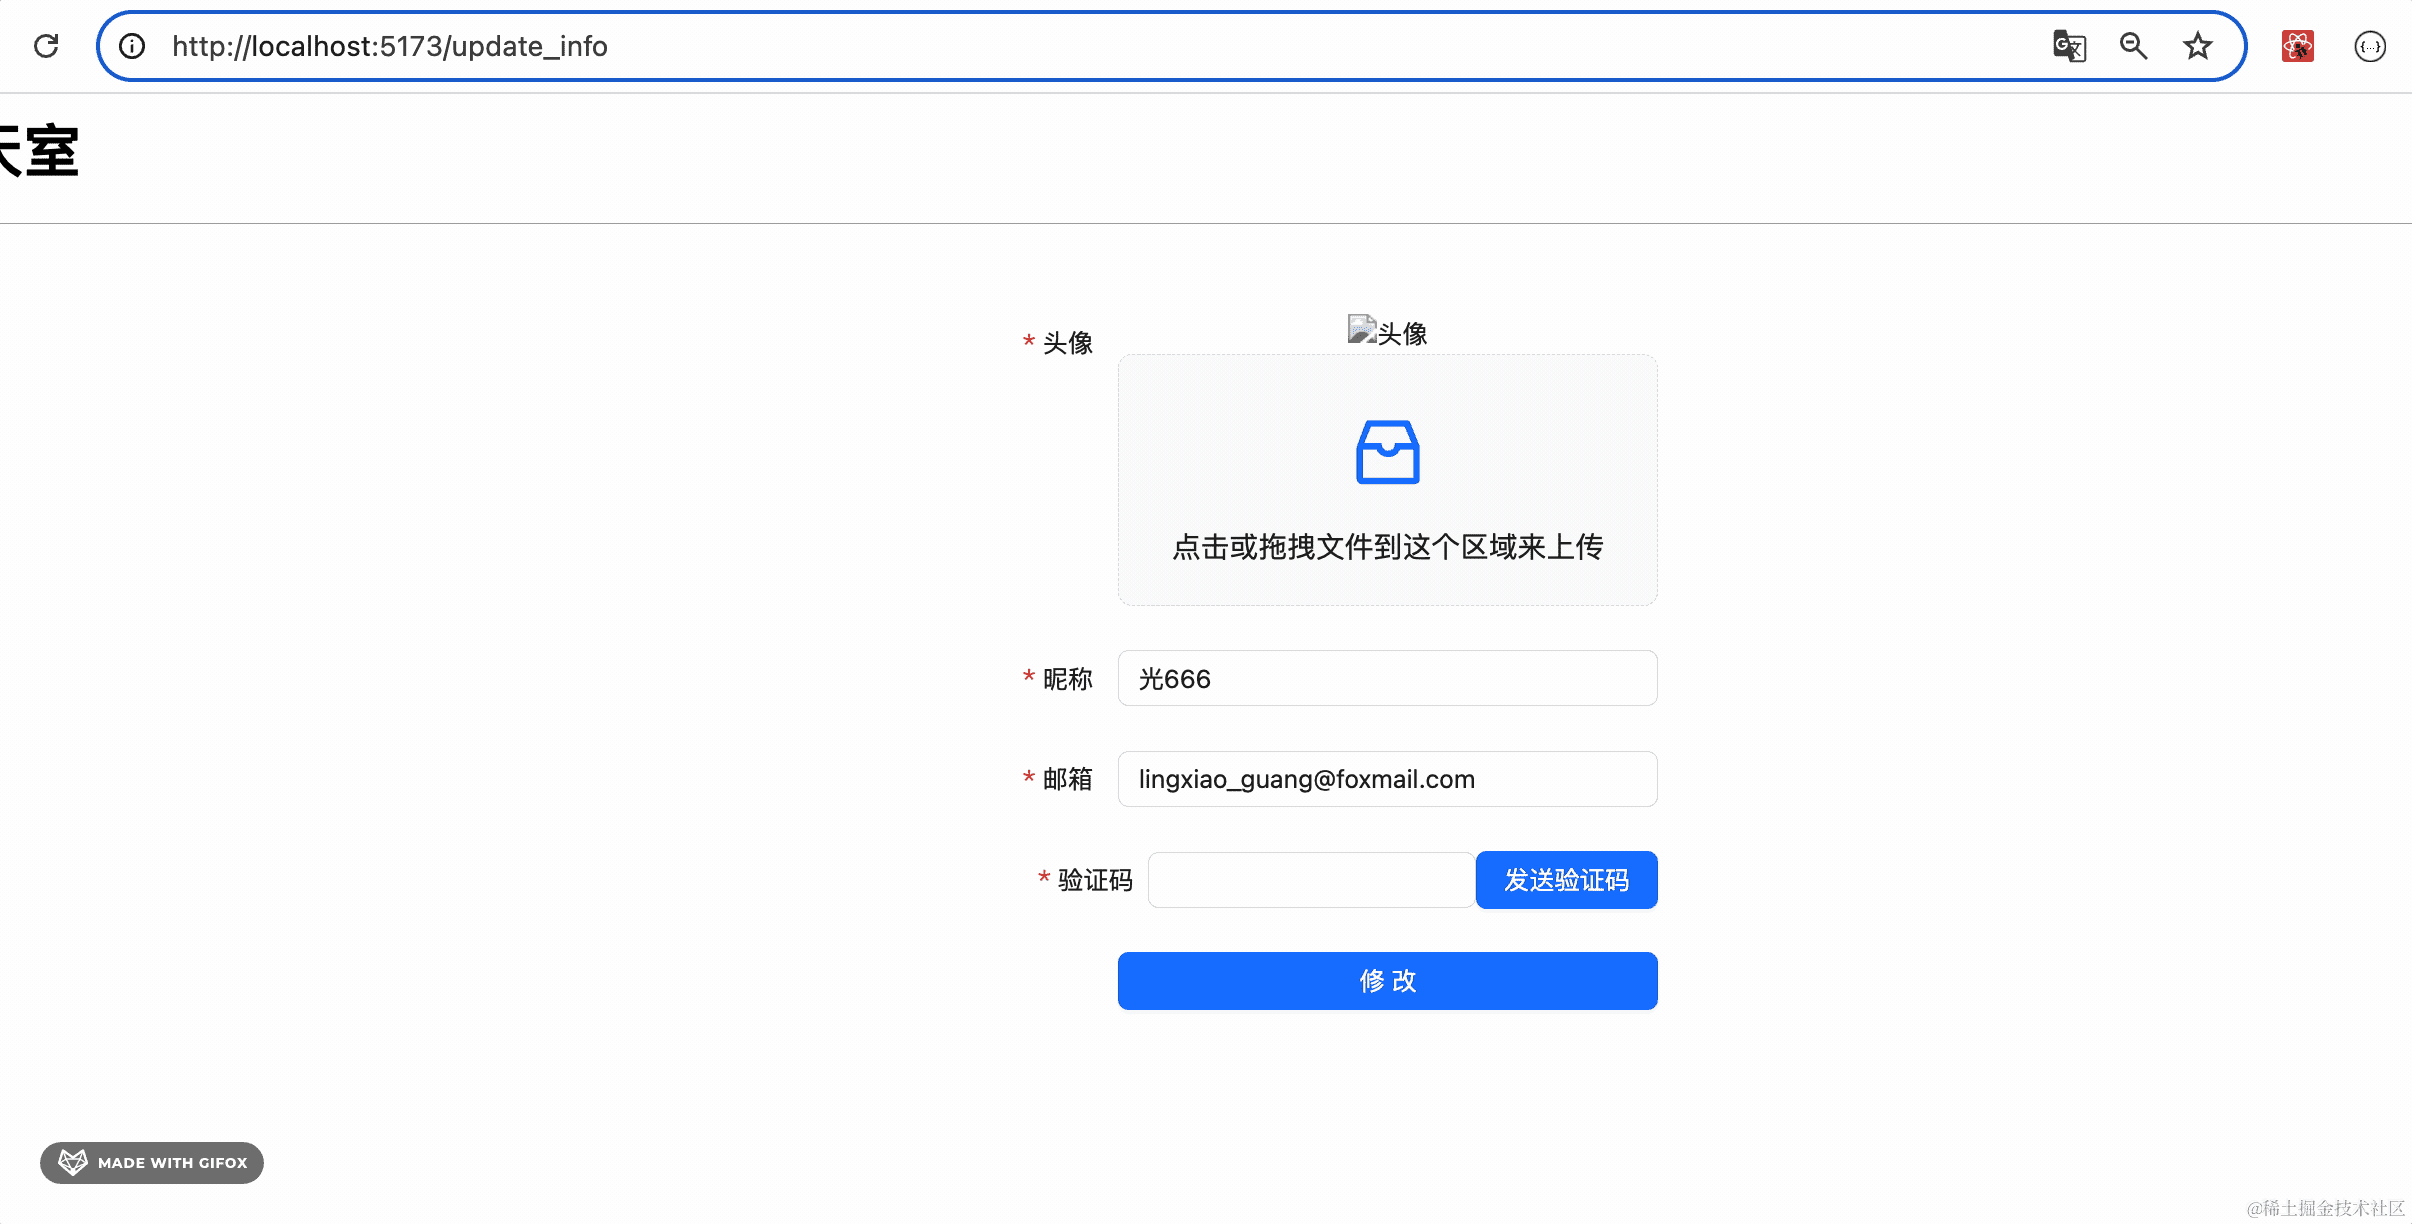 http://localhost:5173/update_info
室
* 头像
头像
点击或拖拽文件到这个区域来上传
* 昵称 光666
* 邮箱 lingxiao_guang@foxmail.com
* 验证码 发送验证码
修 改
MADE WITH GIFOX
@稀土掘金技术社区